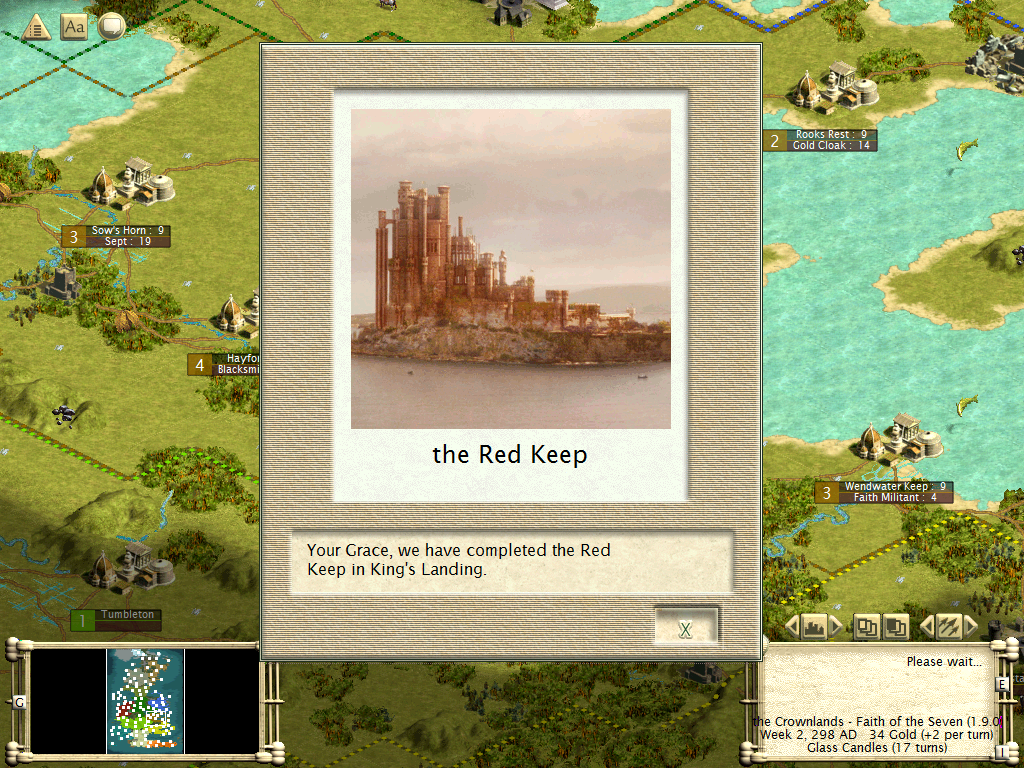 Aa
2
Rooks Rest : 9
Gold Cloak : 14
3
Sow's Horn : 9
Sept : 19
4
Hayfor
Blacksmi
the Red Keep
3
Wendwater Keep : 9
Faith Militant : 4
Your Grace, we have completed the Red
Keep in King's Landing.
1
Tumbleton
X
Please wait...
G
E
the Crownlands - Faith of the Seven (1.9.0
Week 2, 298 AD 34 Gold (+2 per turn)
Glass Candles (17 turns)
I